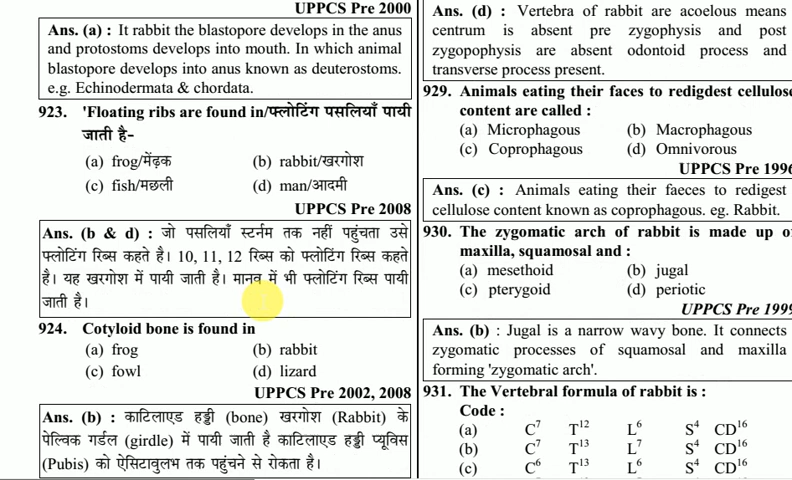 UPPCS Pre 2000
Ans. (a) : It rabbit the blastopore develops in the anus
and protostoms develops into mouth. In which animal
blastopore develops into anus known as deuterostoms.
e.g. Echinodermata & chordata.
923. 'Floating ribs are found in/फ्लोटिंग पसलियाँ पायी
जाती है-
(a) frog/मेंढ़क (b) rabbit/खरगोश
(c) fish/मछली (d) man/आदमी
UPPCS Pre 2008
Ans. (b & d) : जो पसलियाँ स्टर्नम तक नहीं पहुंचता उसे
फ्लोटिंग रिब्स कहते है। 10, 11, 12 रिब्स को फ्लोटिंग रिब्स कहते
है। यह खरगोश में पायी जाती है। मानव में भी फ्लोटिंग रिब्स पायी
जाती है।
924. Cotyloid bone is found in
(a) frog (b) rabbit
(c) fowl (d) lizard
UPPCS Pre 2002, 2008
Ans. (b) : काटिलाएड हड्डी (bone) खरगोश (Rabbit) के
पेल्विक गर्डल (girdle) में पायी जाती है काटिलाएड हड्डी प्यूविस
(Pubis) को ऐसिटावुलभ तक पहुंचने से रोकता है।
Ans. (d) : Vertebra of rabbit are acoelous means
centrum is absent pre zygophysis and post
zygopophysis are absent odontoid process and
transverse process present.
929. Animals eating their faces to redigdest cellulose
content are called :
(a) Microphagous (b) Macrophagous
(c) Coprophagous (d) Omnivorous
UPPCS Pre 1996
Ans. (c) : Animals eating their faeces to redigest
cellulose content known as coprophagous. eg. Rabbit.
930. The zygomatic arch of rabbit is made up o
maxilla, squamosal and :
(a) mesethoid (b) jugal
(c) pterygoid (d) periotic
UPPCS Pre 1999
Ans. (b) : Jugal is a narrow wavy bone. It connects
zygomatic processes of squamosal and maxilla
forming 'zygomatic arch'.
931. The Vertebral formula of rabbit is :
Code :
(a) C⁷ T¹² L⁶ S⁴ CD¹⁶
(b) C⁷ T¹³ L⁷ S⁴ CD¹⁶
(c) C⁶ T¹³ L⁶ S⁴ CD¹⁶